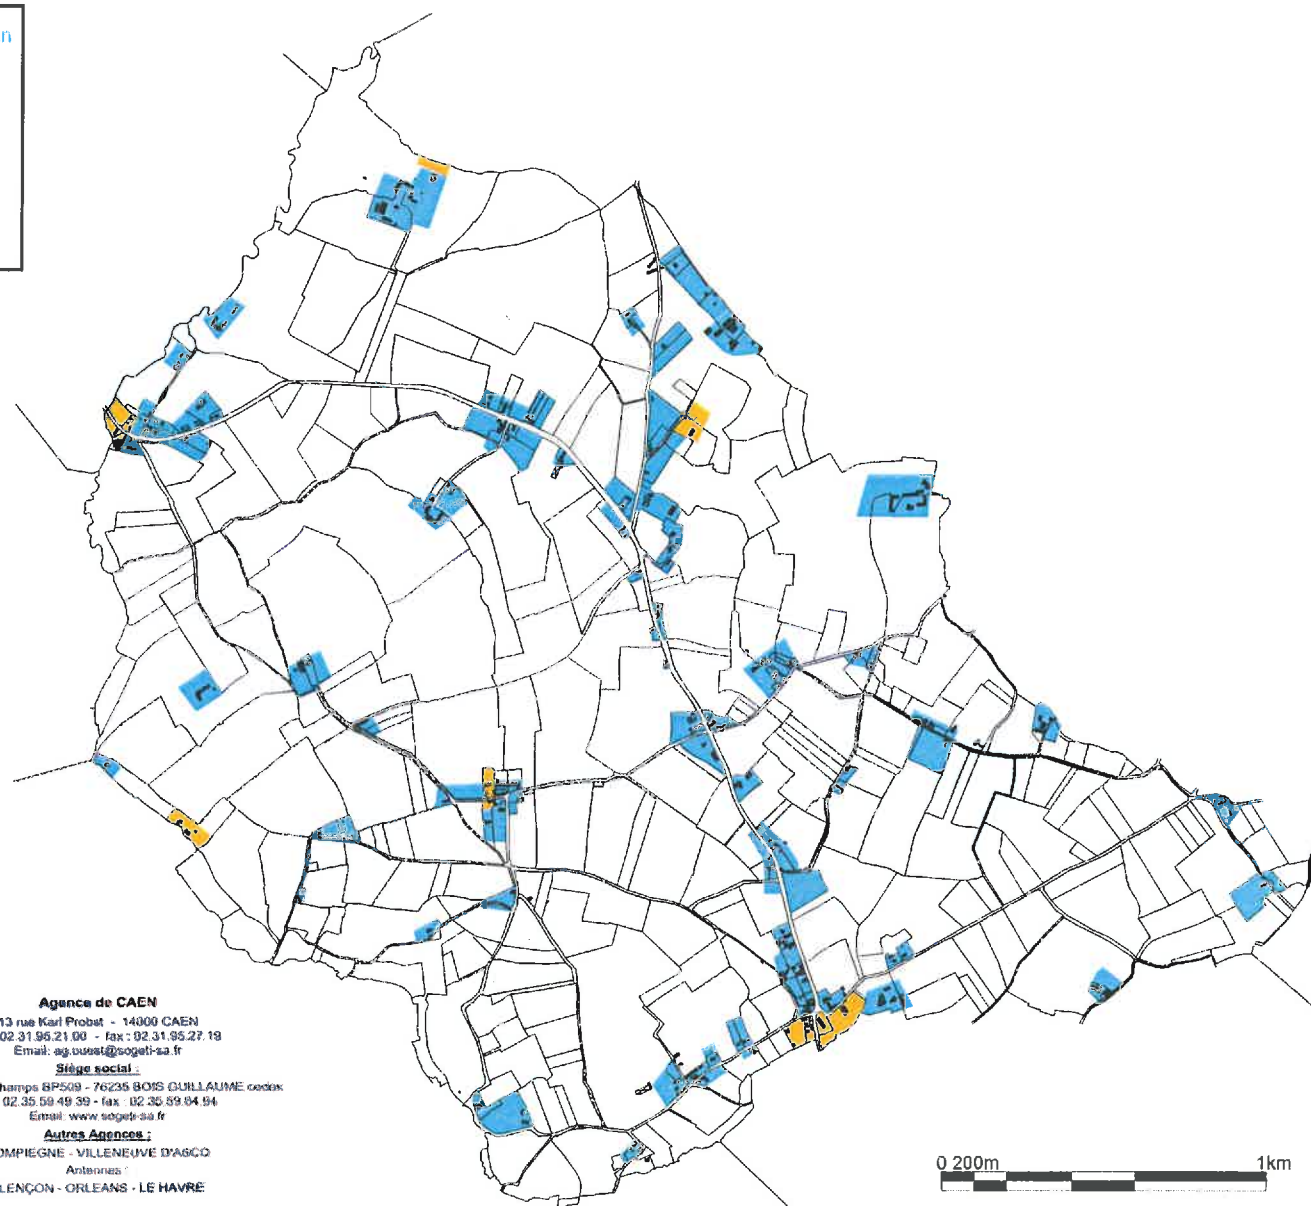 n
Agence de CAEN
13 rue Karl Probst - 14000 CAEN
02.31.95.21.00 - fax : 02.31.95.27.19
Email: ag.ouest@sogeti-sa.fr
Siège social :
hamps BP509 - 76235 BOIS GUILLAUME cedex
02.35.59.49.39 - fax : 02.35.59.84.94
Email: www.sogeti-sa.fr
Autres Agences :
OMPIEGNE - VILLENEUVE D'ASCQ
Antennes :
LENÇON - ORLEANS - LE HAVRE
0 200m 1km